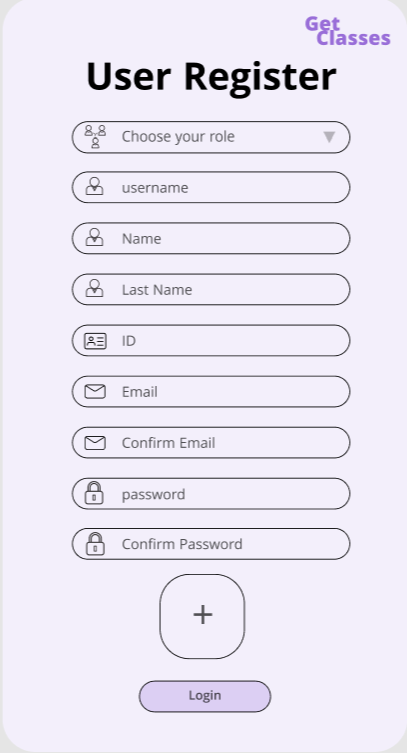 Get
Classes
User Register
Choose your role
username
Name
Last Name
ID
Email
Confirm Email
password
Confirm Password
+
Login